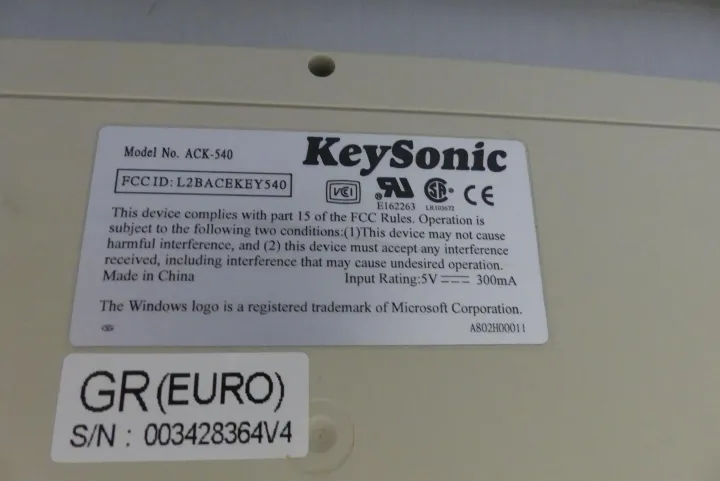 Model No. ACK-540
KeySonic
FCC ID: L2BACEKEY540
VCI
E162263
LR103672
This device complies with part 15 of the FCC Rules. Operation is
subject to the following two conditions:(1)This device may not cause
harmful interference, and (2) this device must accept any interference
received, including interference that may cause undesired operation.
Made in China
Input Rating:5V 300mA
The Windows logo is a registered trademark of Microsoft Corporation.
A802H00011
GR(EURO)
S/N : 003428364V4